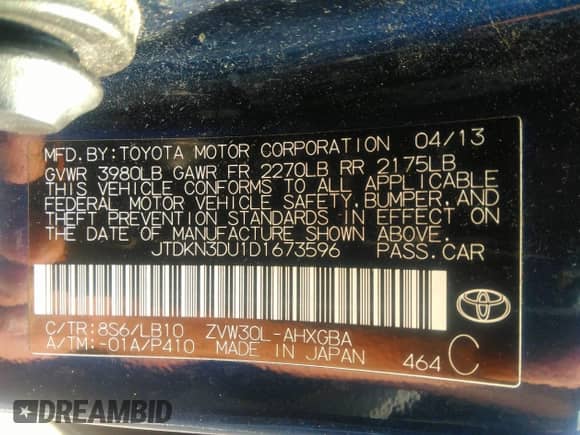 MFD.BY:TOYOTA MOTOR CORPORATION 04/13
GVWR 3980LB GAWR FR 2270LB RR 2175LB
THIS VEHICLE CONFORMS TO ALL APPLICABLE
FEDERAL MOTOR VEHICLE SAFETY,BUMPER,AND
THEFT PREVENTION STANDARDS IN EFFECT ON
THE DATE OF MANUFACTURE SHOWN ABOVE.
JTDKN3DU1D1673596 PASS.CAR
C/TR:8S6/LB10 ZVW30L-AHXGBA
A/TM:-01A/P410 MADE IN JAPAN 464 C
DREAMBID